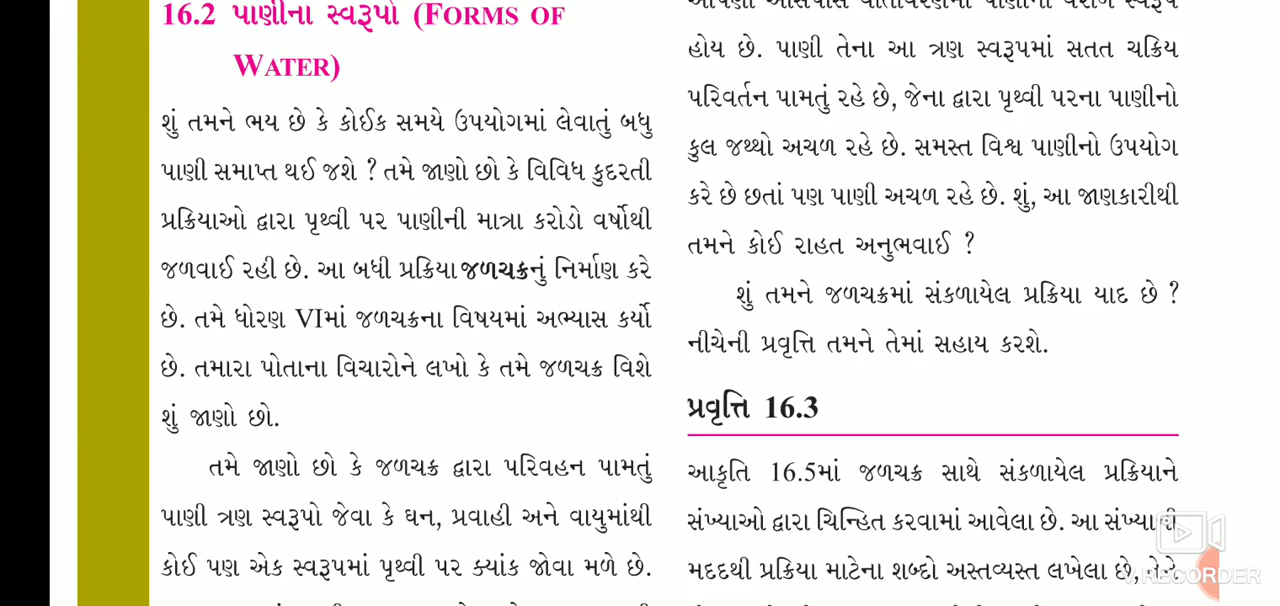 16.2 પાણીના સ્વરૂપો (FORMS OF
WATER)
શું તમને ભય છે કે કોઈક સમયે ઉપયોગમાં લેવાતું બધુ
પાણી સમાપ્ત થઈ જશે ? તમે જાણો છો કે વિવિધ કુદરતી
પ્રક્રિયાઓ દ્વારા પૃથ્વી પર પાણીની માત્રા કરોડો વર્ષોથી
જળવાઈ રહી છે. આ બધી પ્રક્રિયા જળચક્રનું નિર્માણ કરે
છે. તમે ધોરણ VIમાં જળચક્રના વિષયમાં અભ્યાસ કર્યો
છે. તમારા પોતાના વિચારોને લખો કે તમે જળચક્ર વિશે
શું જાણો છો.
તમે જાણો છો કે જળચક્ર દ્વારા પરિવહન પામતું
પાણી ત્રણ સ્વરૂપો જેવા કે ઘન, પ્રવાહી અને વાયુમાંથી
કોઈ પણ એક સ્વરૂપમાં પૃથ્વી પર ક્યાંક જોવા મળે છે.
હોય છે. પાણી તેના આ ત્રણ સ્વરૂપમાં સતત ચક્રિય
પરિવર્તન પામતું રહે છે, જેના દ્વારા પૃથ્વી પરના પાણીનો
કુલ જથ્થો અચળ રહે છે. સમસ્ત વિશ્વ પાણીનો ઉપયોગ
કરે છે છતાં પણ પાણી અચળ રહે છે. શું, આ જાણકારીથી
તમને કોઈ રાહત અનુભવાઈ ?
શું તમને જળચક્રમાં સંકળાયેલ પ્રક્રિયા યાદ છે ?
નીચેની પ્રવૃત્તિ તમને તેમાં સહાય કરશે.
પ્રવૃત્તિ 16.3
આકૃતિ 16.5માં જળચક્ર સાથે સંકળાયેલ પ્રક્રિયાને
સંખ્યાઓ દ્વારા ચિન્હિત કરવામાં આવેલા છે. આ
મદદથી પ્રક્રિયા માટેના શબ્દો અસ્તવ્યસ્ત લખેલા છે,
V.RECORDER